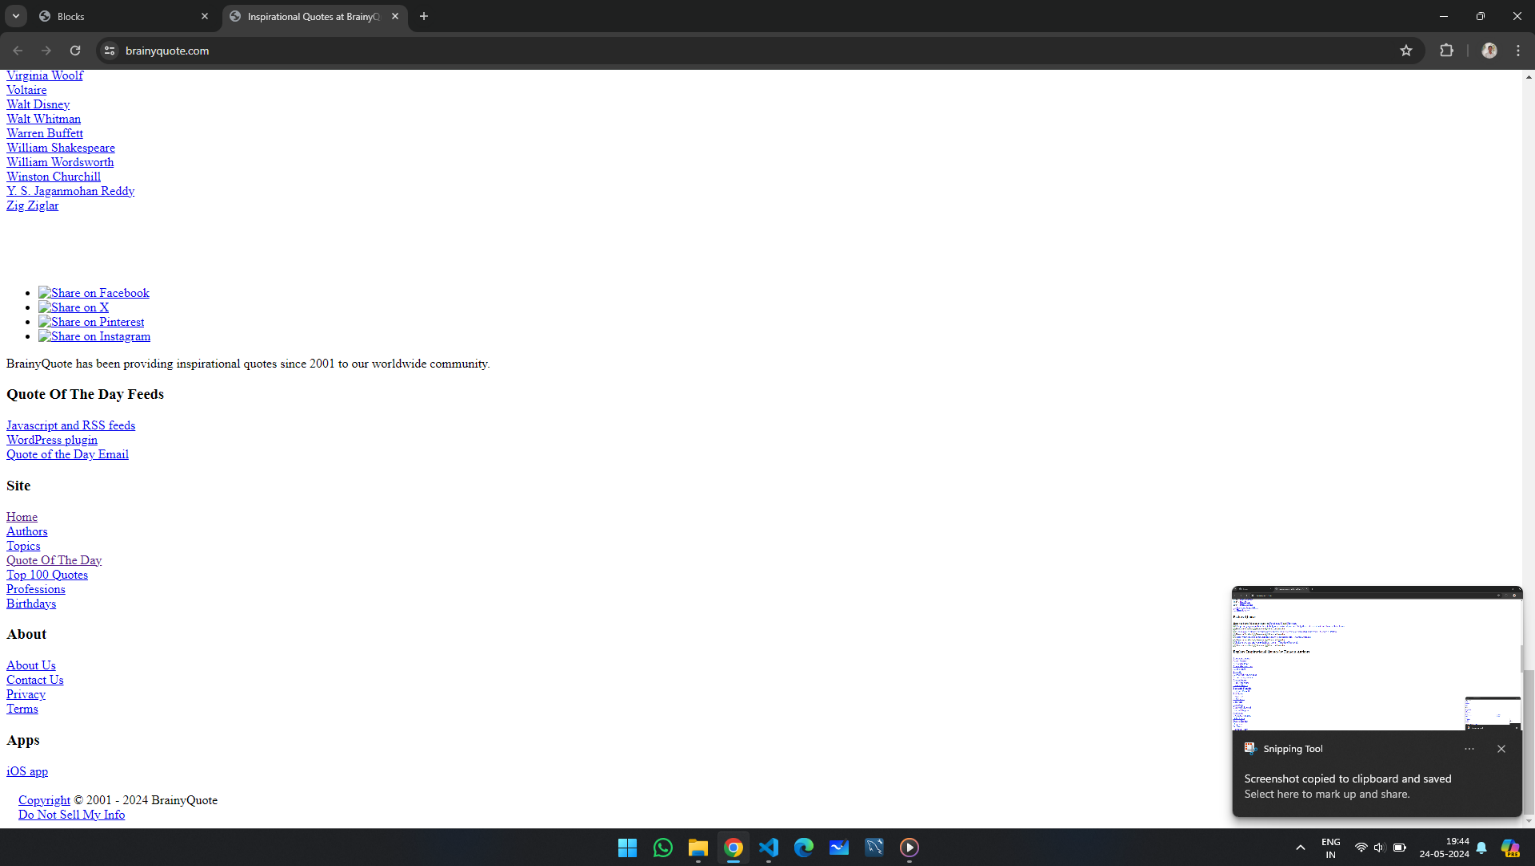 Blocks
Inspirational Quotes at BrainyQ
brainyquote.com
Virginia Woolf
Voltaire
Walt Disney
Walt Whitman
Warren Buffett
William Shakespeare
William Wordsworth
Winston Churchill
Y. S. Jaganmohan Reddy
Zig Ziglar
Share on Facebook
Share on X
Share on Pinterest
Share on Instagram
BrainyQuote has been providing inspirational quotes since 2001 to our worldwide community.
Quote Of The Day Feeds
Javascript and RSS feeds
WordPress plugin
Quote of the Day Email
Site
Home
Authors
Topics
Quote Of The Day
Top 100 Quotes
Professions
Birthdays
About
About Us
Contact Us
Privacy
Terms
Apps
iOS app
Copyright © 2001 - 2024 BrainyQuote
Do Not Sell My Info
Snipping Tool
Screenshot copied to clipboard and saved
Select here to mark up and share.
ENG
IN
19:44
24-05-2024